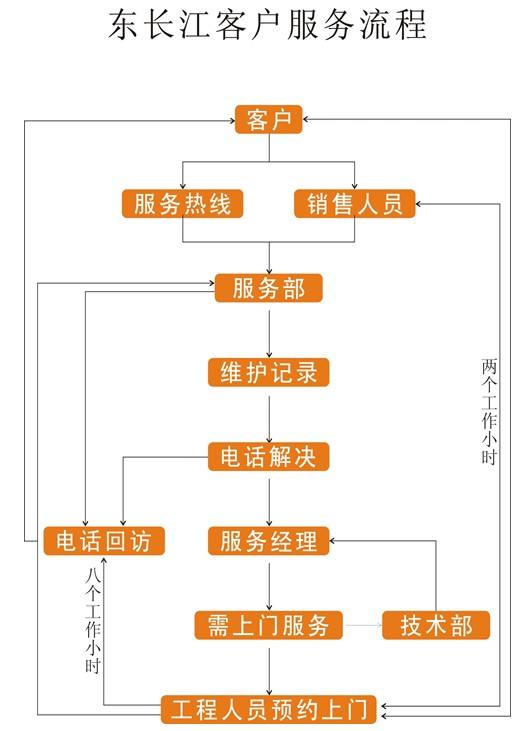 东长江客户服务流程
客户
服务热线
销售人员
服务部
维护记录
两个工作小时
电话解决
电话回访
服务经理
八个工作小时
需上门服务
技术部
工程人员预约上门